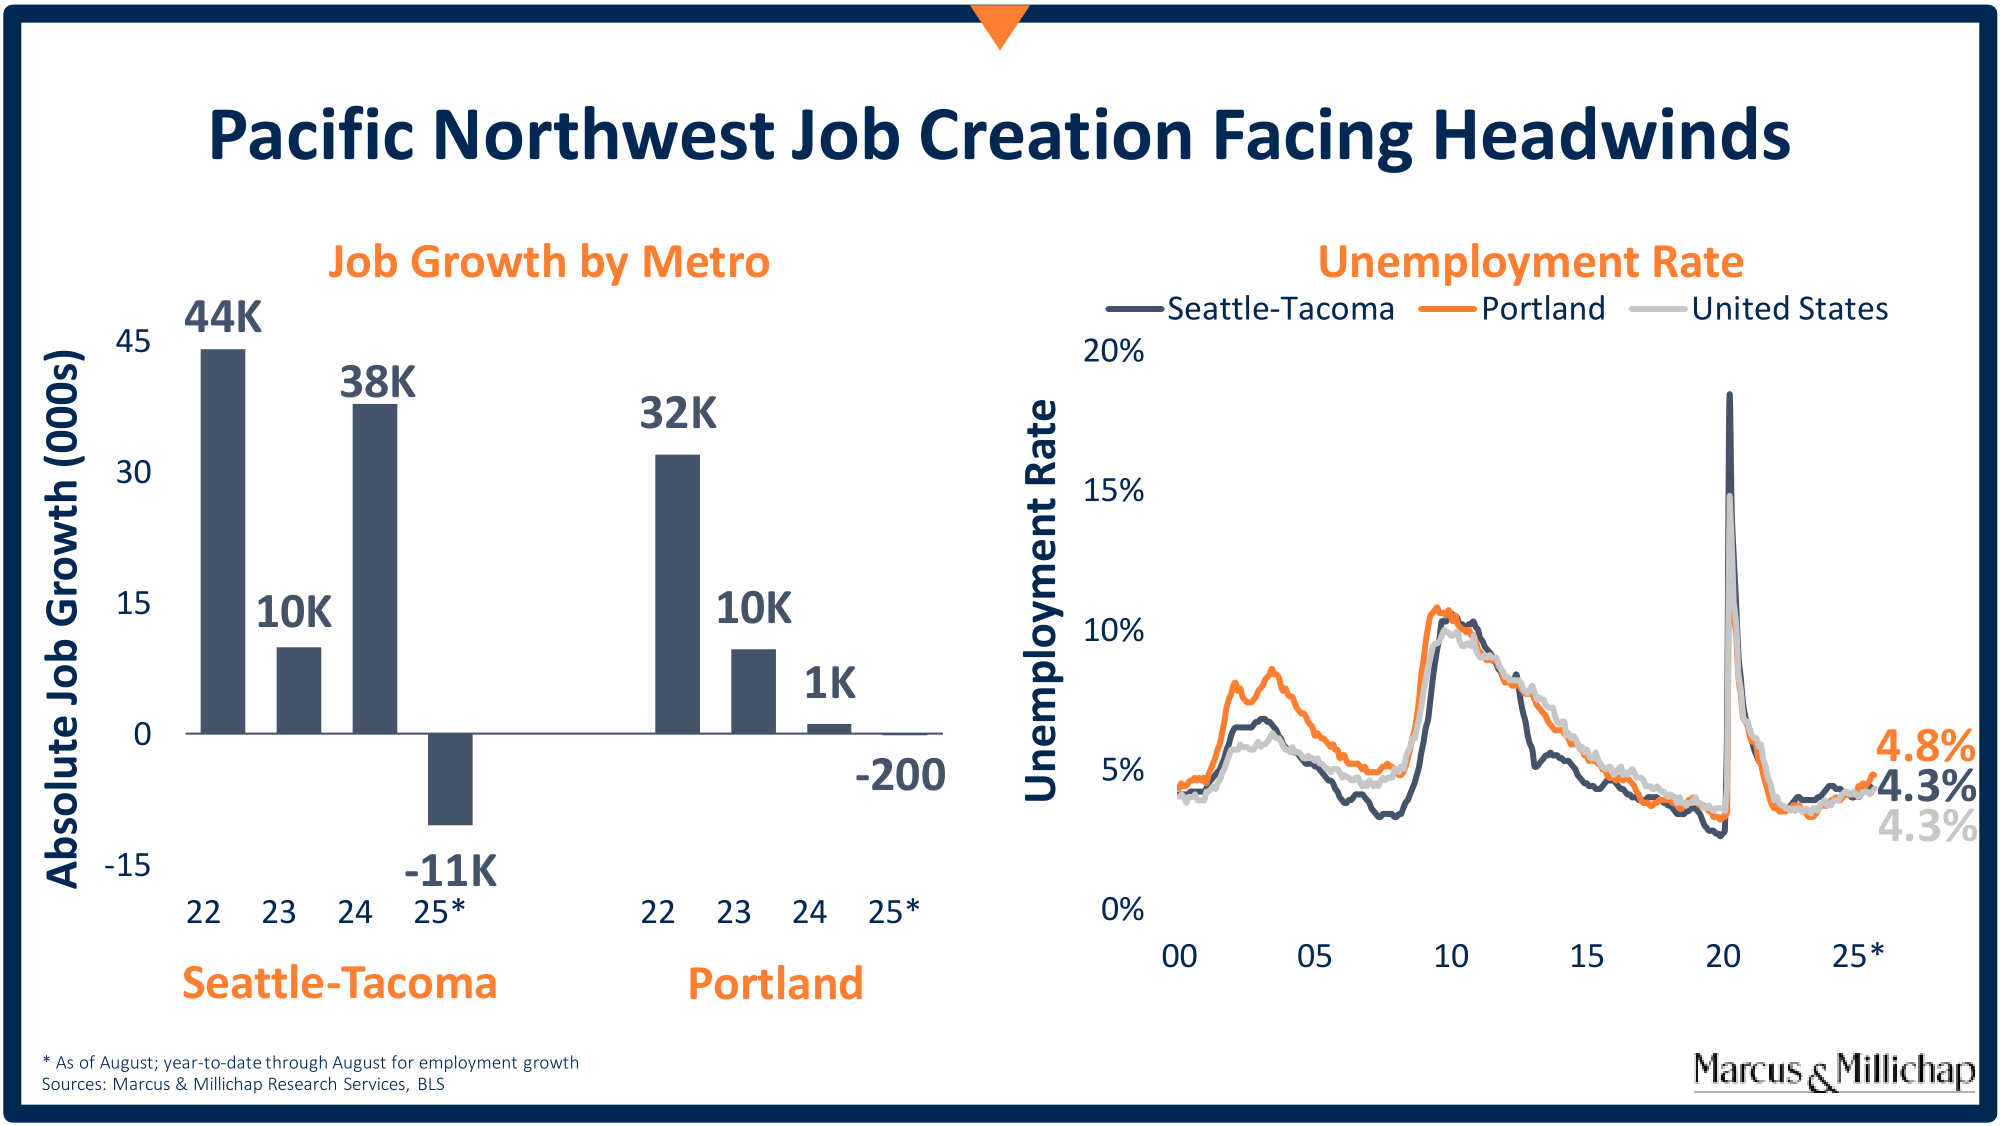 Pacific Northwest Job Creation Facing Headwinds
Job Growth by Metro
Absolute Job Growth (000s)
45
30
15
0
-15
44K
10K
38K
-11K
32K
10K
1K
-200
22 23 24 25* 22 23 24 25*
Seattle-Tacoma Portland
Unemployment Rate
Seattle-Tacoma Portland United States
Unemployment Rate
20%
15%
10%
5%
0%
4.8%
4.3%
4.3%
00 05 10 15 20 25*
* As of August; year-to-date through August for employment growth
Sources: Marcus & Millichap Research Services, BLS
Marcus & Millichap